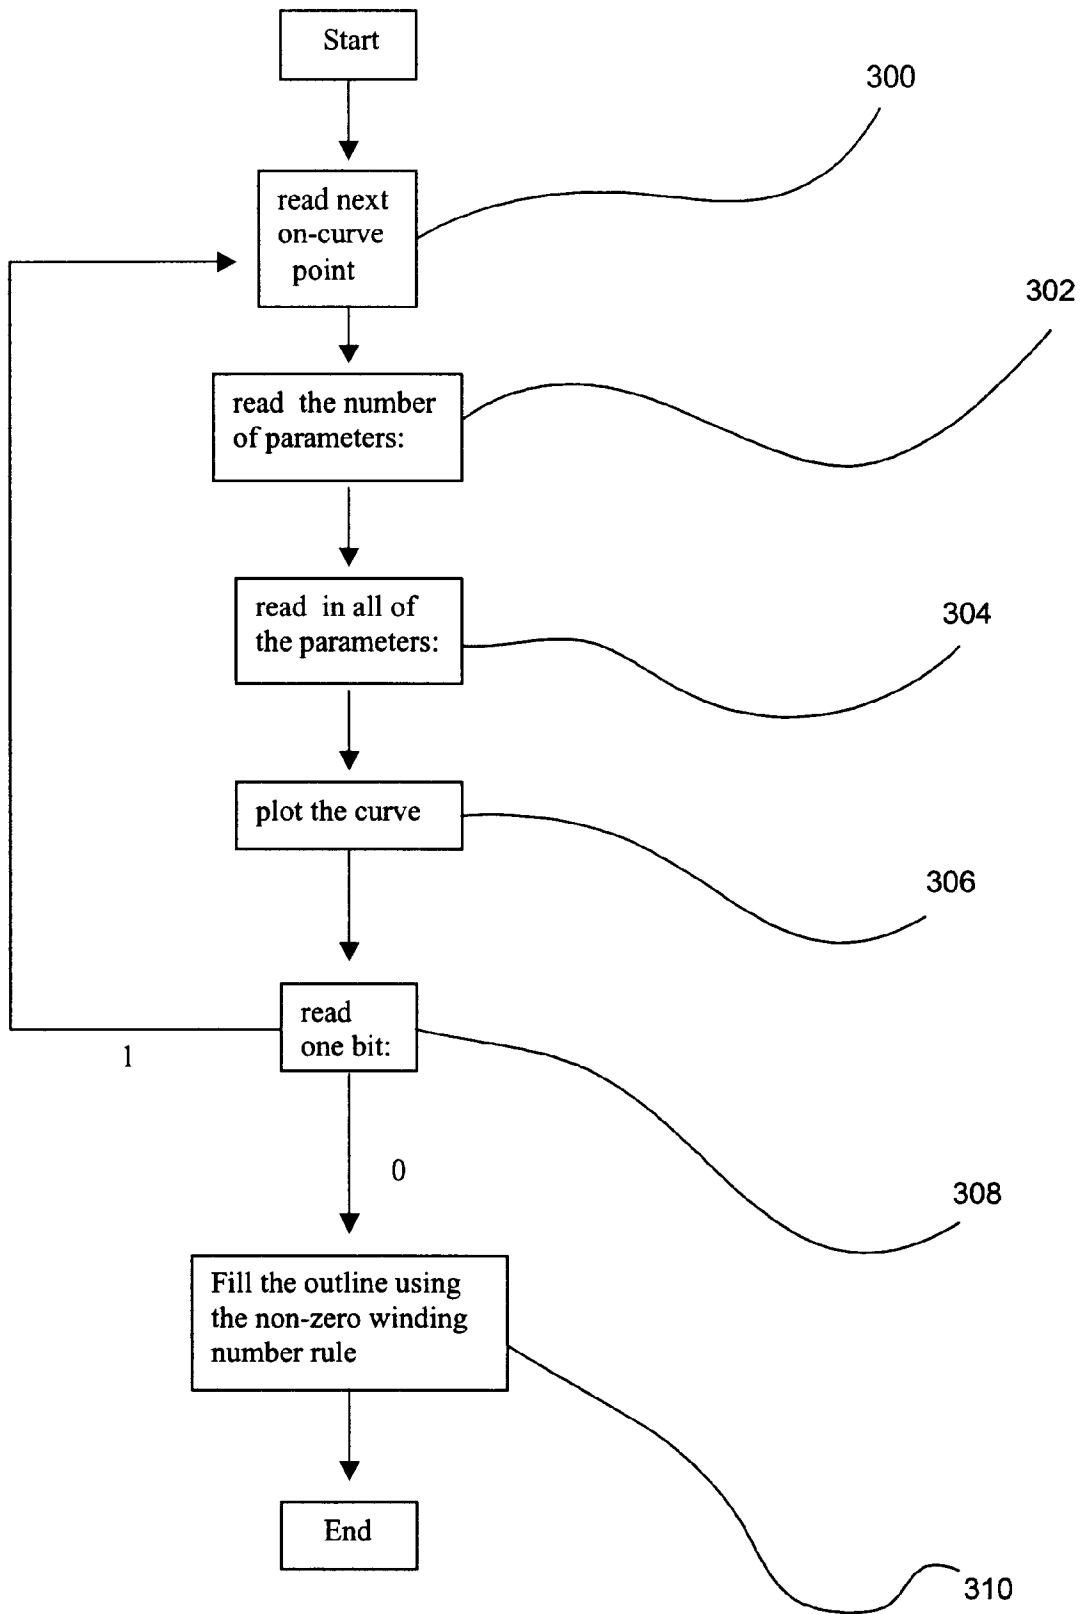 Start
300
read next
on-curve
point
302
read the number
of parameters:
304
read in all of
the parameters:
plot the curve
306
read
one bit:
1
0
308
Fill the outline using
the non-zero winding
number rule
End
310